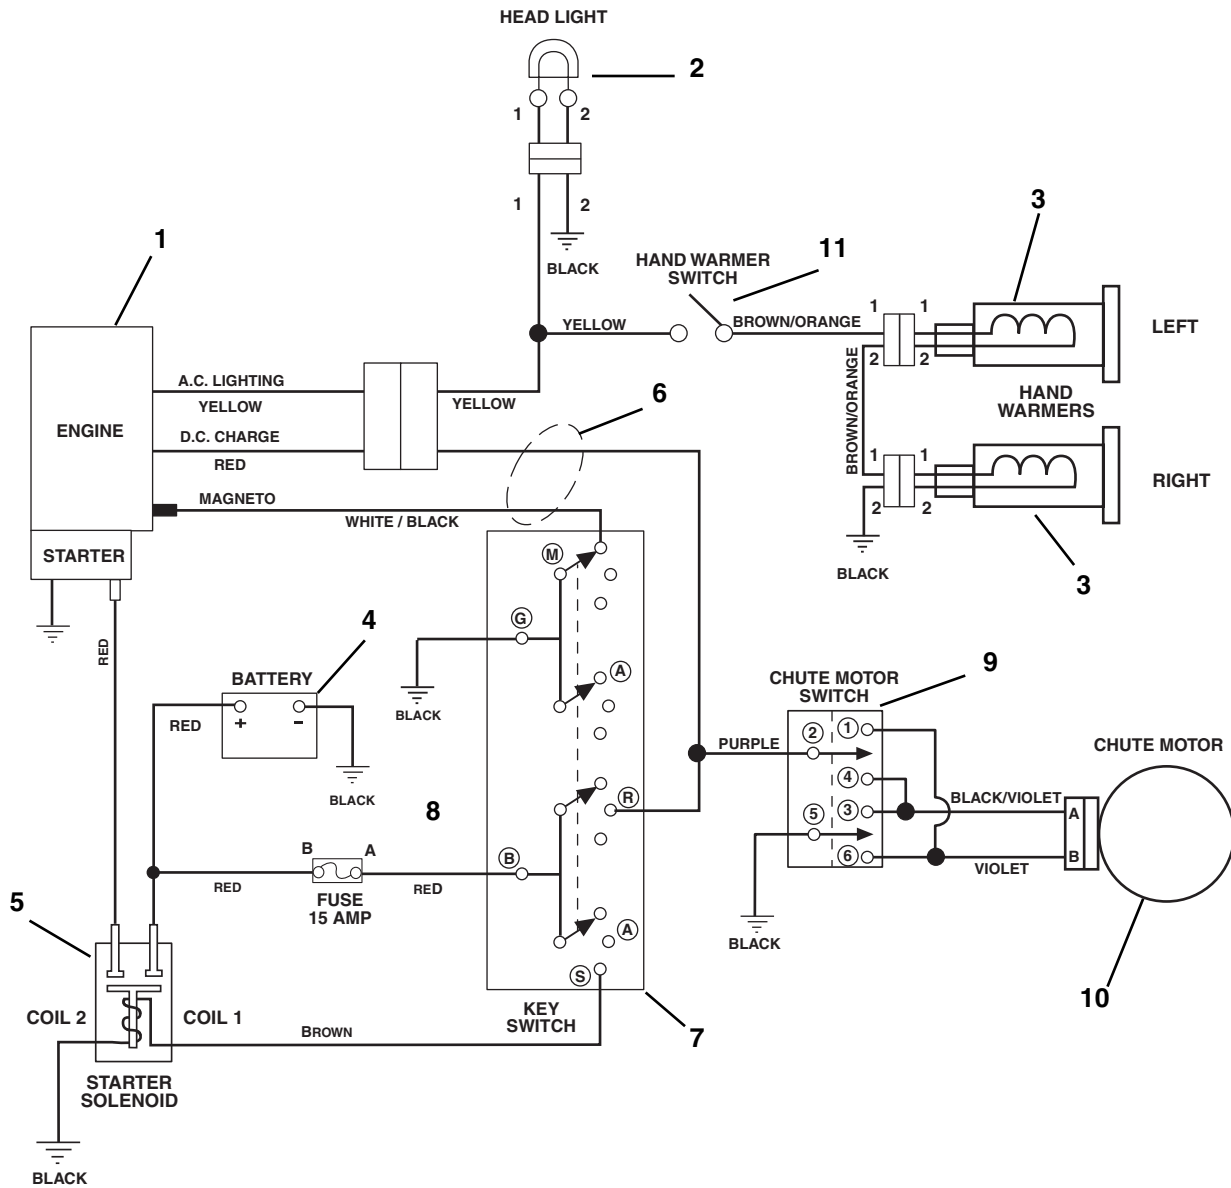 HEAD LIGHT
2
1 2
1 2
BLACK
1
3
11
HAND WARMER
SWITCH
YELLOW
BROWN/ORANGE
1 1
2 2
LEFT
BROWN/ORANGE
HAND
WARMERS
1 1
2 2
RIGHT
BLACK
3
ENGINE
A.C. LIGHTING
YELLOW
YELLOW
D.C. CHARGE
RED
6
MAGNETO
WHITE / BLACK
STARTER
RED
M
G
A
BLACK
4
BATTERY
+ -
RED
BLACK
8
R
B
A
S
B A
RED
FUSE
15 AMP
RED
5
COIL 2
COIL 1
BROWN
STARTER
SOLENOID
BLACK
KEY
SWITCH
7
9
CHUTE MOTOR
SWITCH
PURPLE
2
1
4
5
3
6
BLACK/VIOLET
VIOLET
BLACK
CHUTE MOTOR
A
B
10